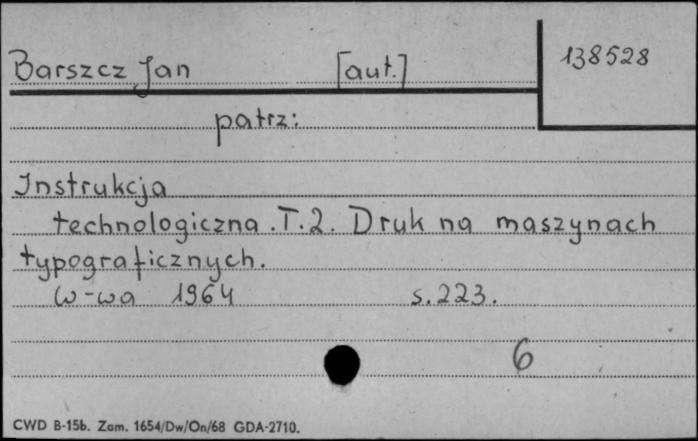 Barszcz Jan [aut.] 138528
patrz:
Instrukcja
technologiczna. T.2. Druk na maszynach
typograficznych.
W-wa 1964 s. 223.
6
CWD B-15b. Zam. 1654/Dw/On/68 GDA-2710.